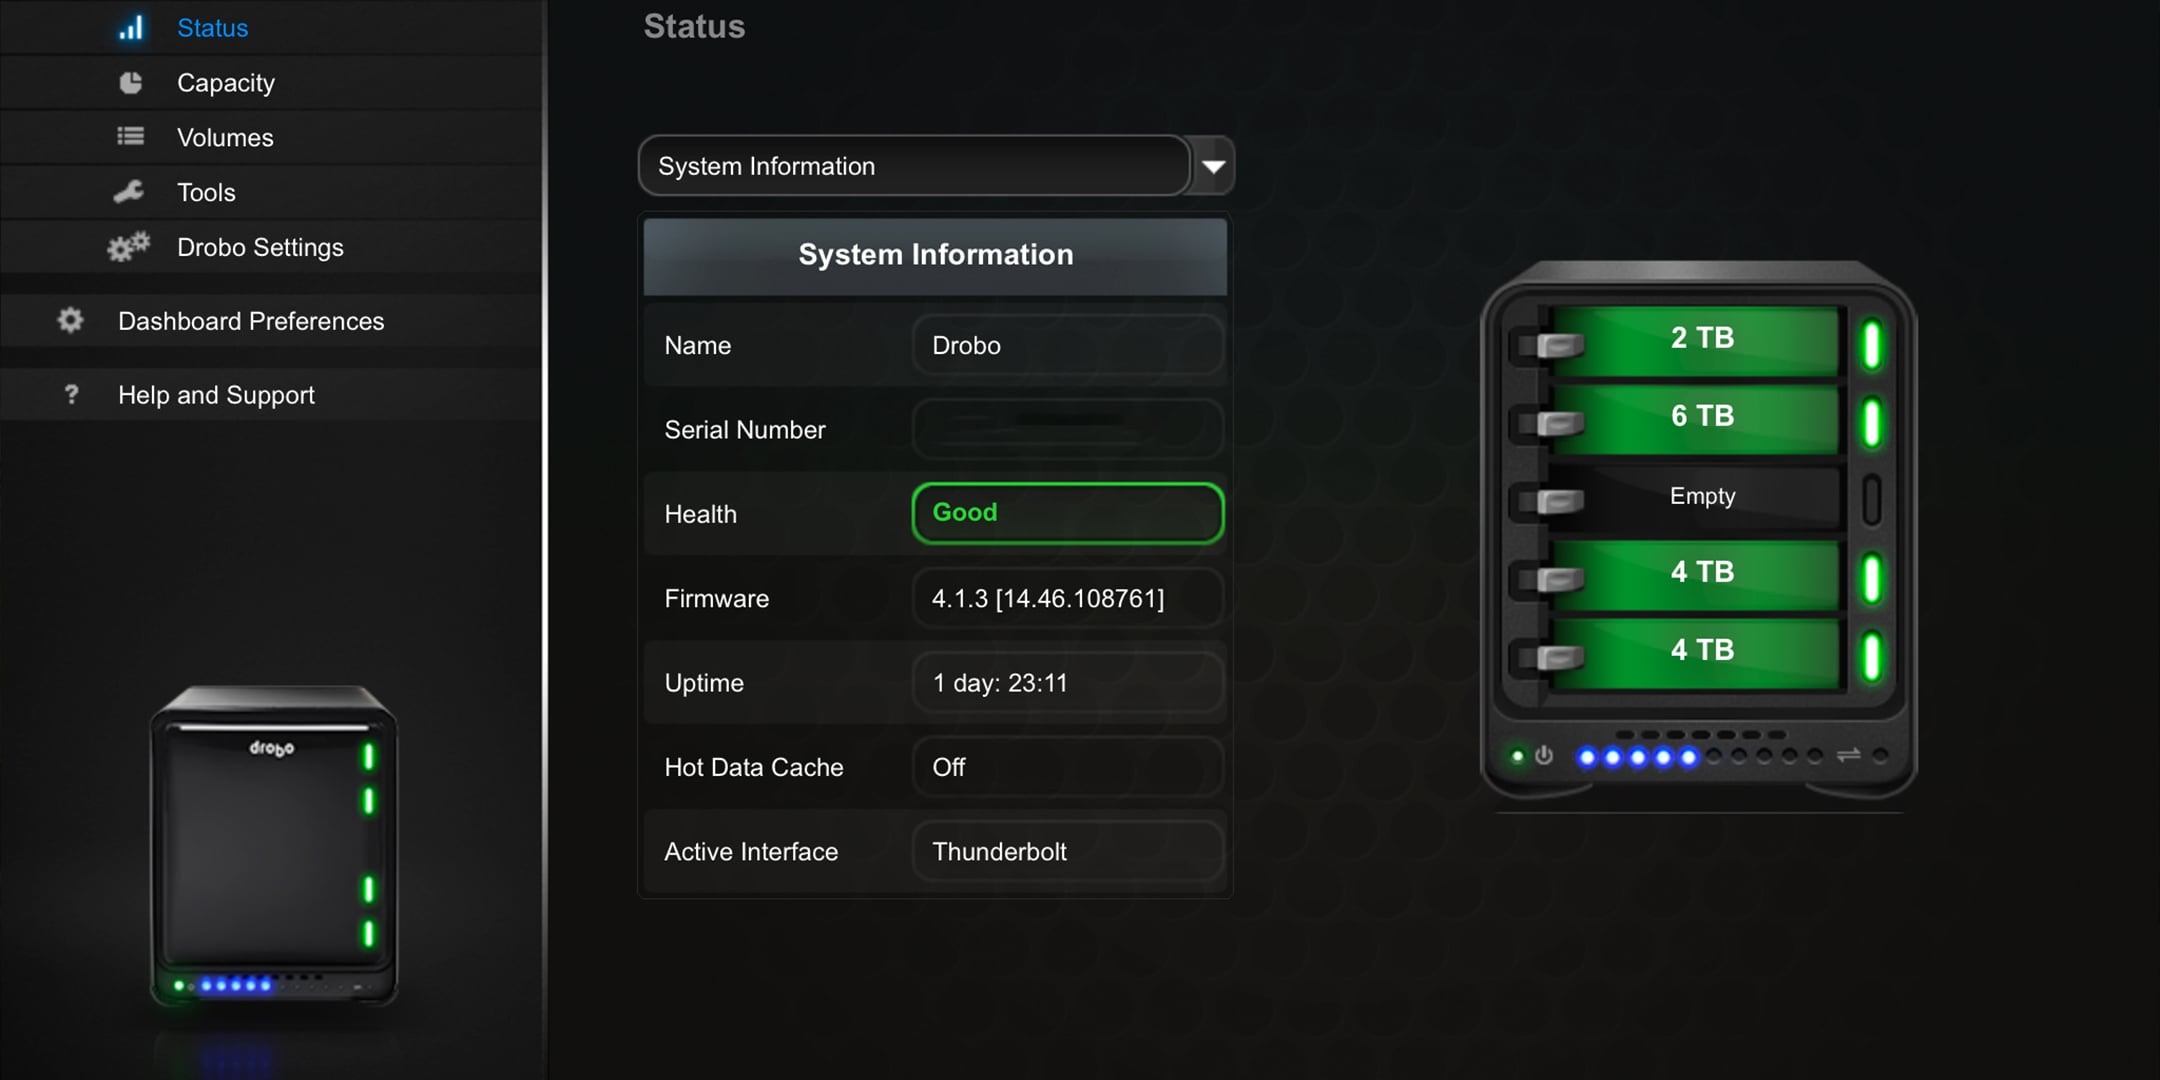 Status
Capacity
Volumes
Tools
Drobo Settings
Dashboard Preferences
? Help and Support
drobo
Status
System Information
System Information
Name Drobo
Serial Number
Health Good
Firmware 4.1.3 [14.46.108761]
Uptime 1 day: 23:11
Hot Data Cache Off
Active Interface Thunderbolt
2 TB
6 TB
Empty
4 TB
4 TB